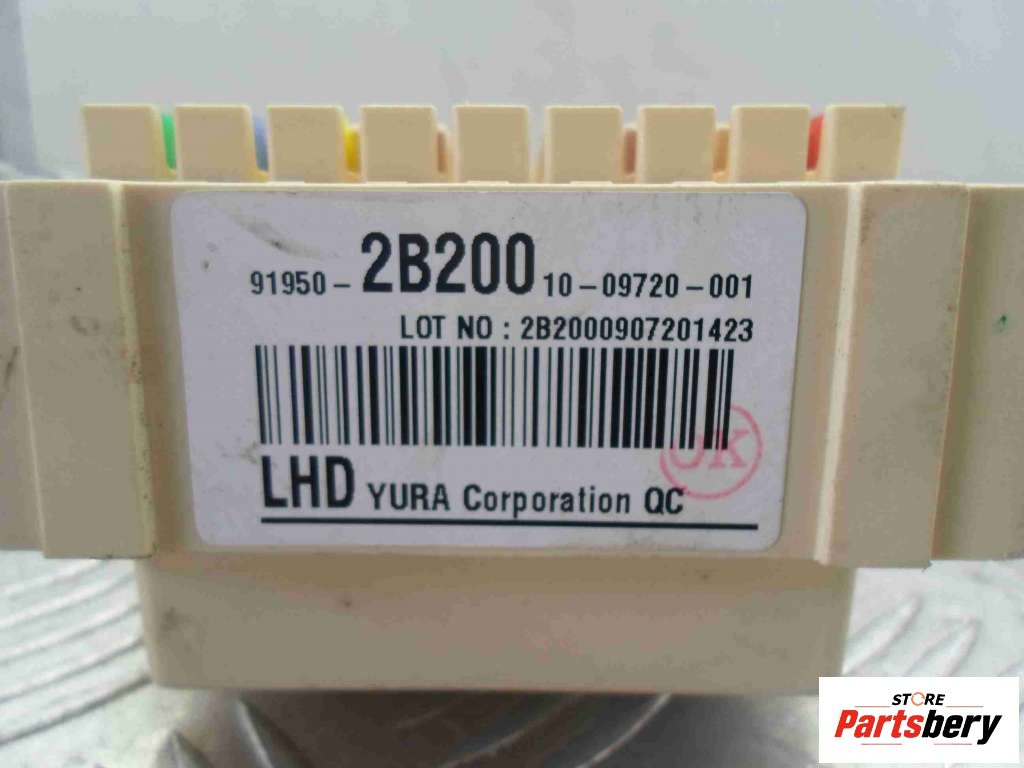 91950-2B200 10-09720-001
LOT NO : 2B2000907201423
OK
LHD YURA Corporation QC
STORE
Partsbery